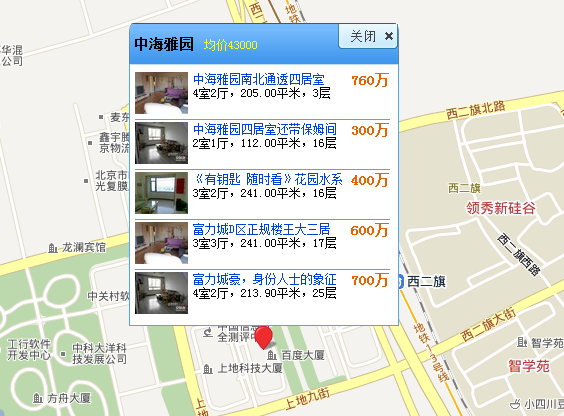 中海雅园 均价43000
关闭 ×
中海雅园南北通透四居室 760万
4室2厅，205.00平米，3层
中海雅园四居室还带保姆间 300万
2室1厅，112.00平米，16层
《有钥匙 随时看》花园水系 400万
3室2厅，241.00平米，16层
富力城D区正规楼王大三居 600万
3室3厅，241.00平米，17层
富力城豪，身份人士的象征 700万
4室2厅，213.90平米，25层
华混
公司
麦东
鑫宇腾
京物流
北京市
光复膜
龙澜宾馆
中关村软
工行软件
开发中心
中科大洋科
技发展公司
方舟大厦
全测评中
百度大厦
上地科技大厦
上地
上地九街
西二旗北路
西二旗
领秀新硅谷
西二旗西路
西二旗
西二旗大街
地铁13号线
智学苑
智学苑
小四川豆